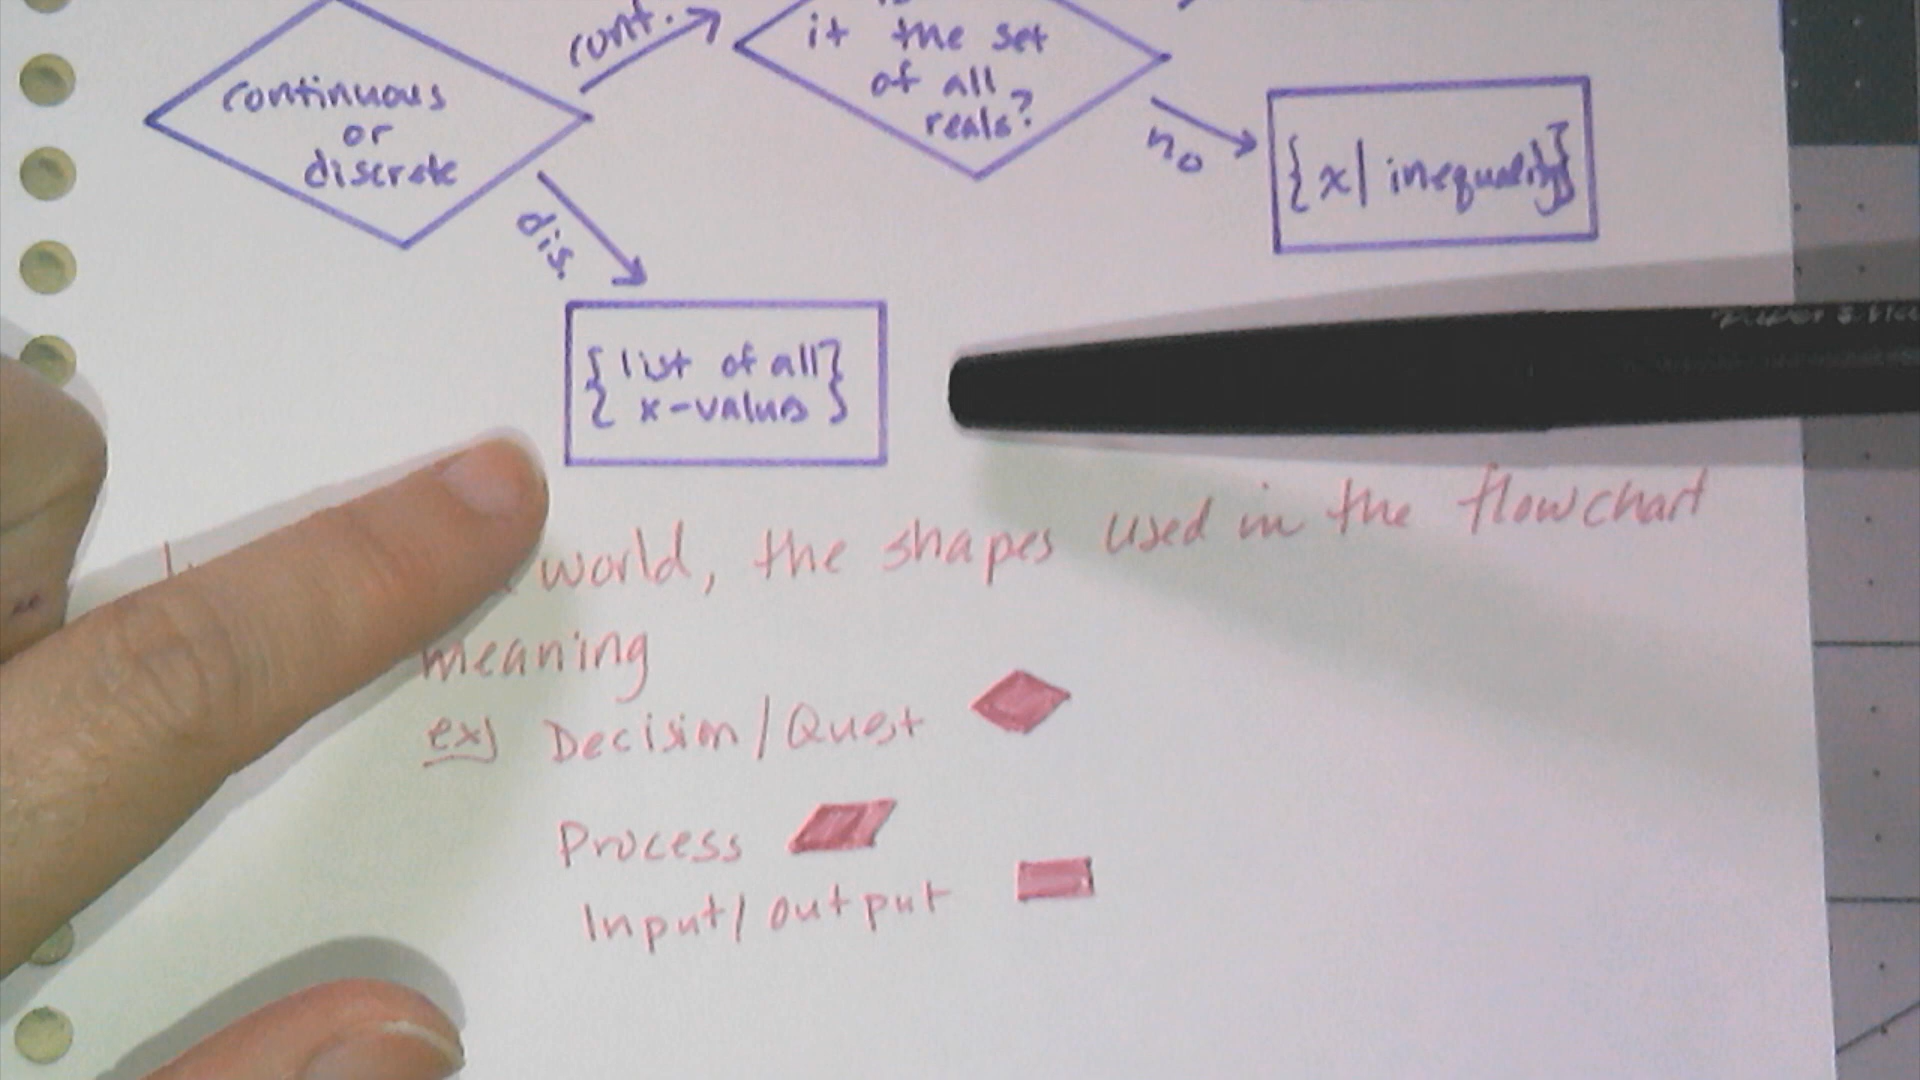 cont.
it the set
of all
reals?
continuous
or
discrete
no
{x| inequality}
dis.
{list of all
x-values}
world, the shapes used in the flowchart
meaning
ex) Decision/Quest
Process
Input/output